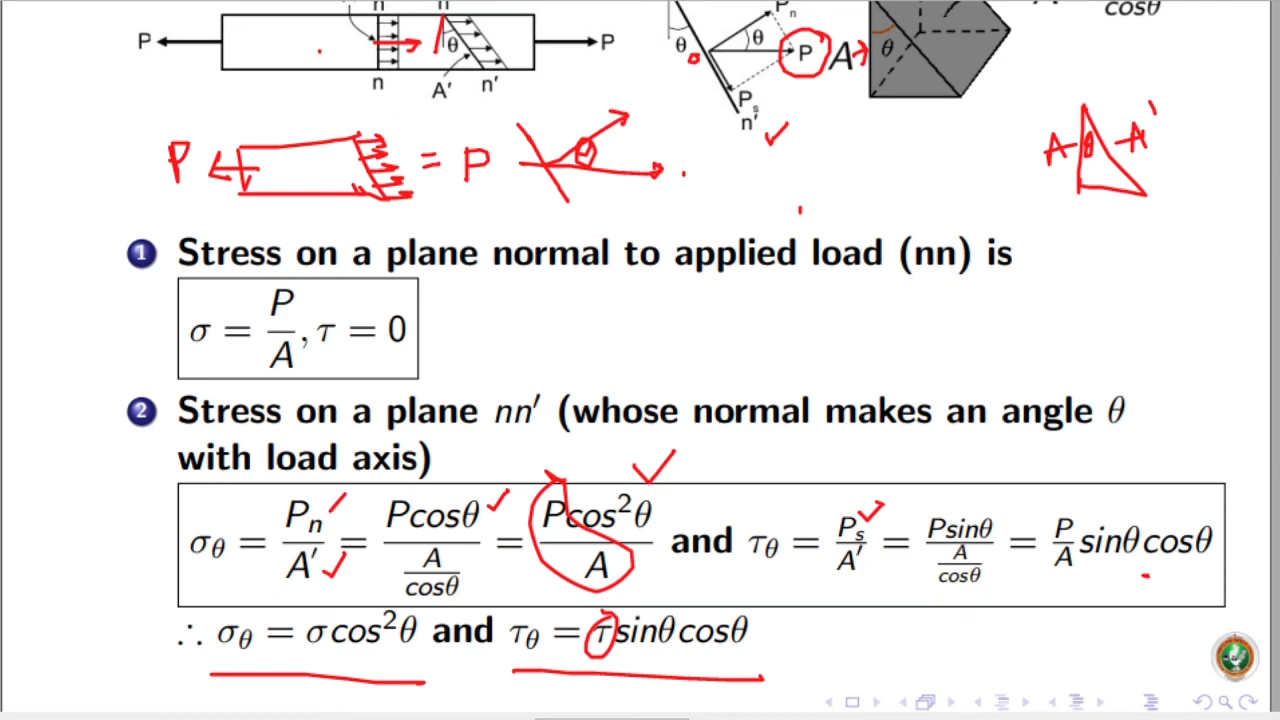 n n
P θ P
n A' n'
θ θ P A θ
Pₙ
Pₛ
n'
cosθ
P = P θ
A θ A'
1 Stress on a plane normal to applied load (nn) is
σ = P/A, τ = 0
2 Stress on a plane nn′ (whose normal makes an angle θ
with load axis)
σθ = Pₙ/A′ = Pcosθ/(A/cosθ) = Pcos²θ/A and τθ = Pₛ/A′ = Psinθ/(A/cosθ) = P/A sinθcosθ
∴ σθ = σcos²θ and τθ = τsinθcosθ